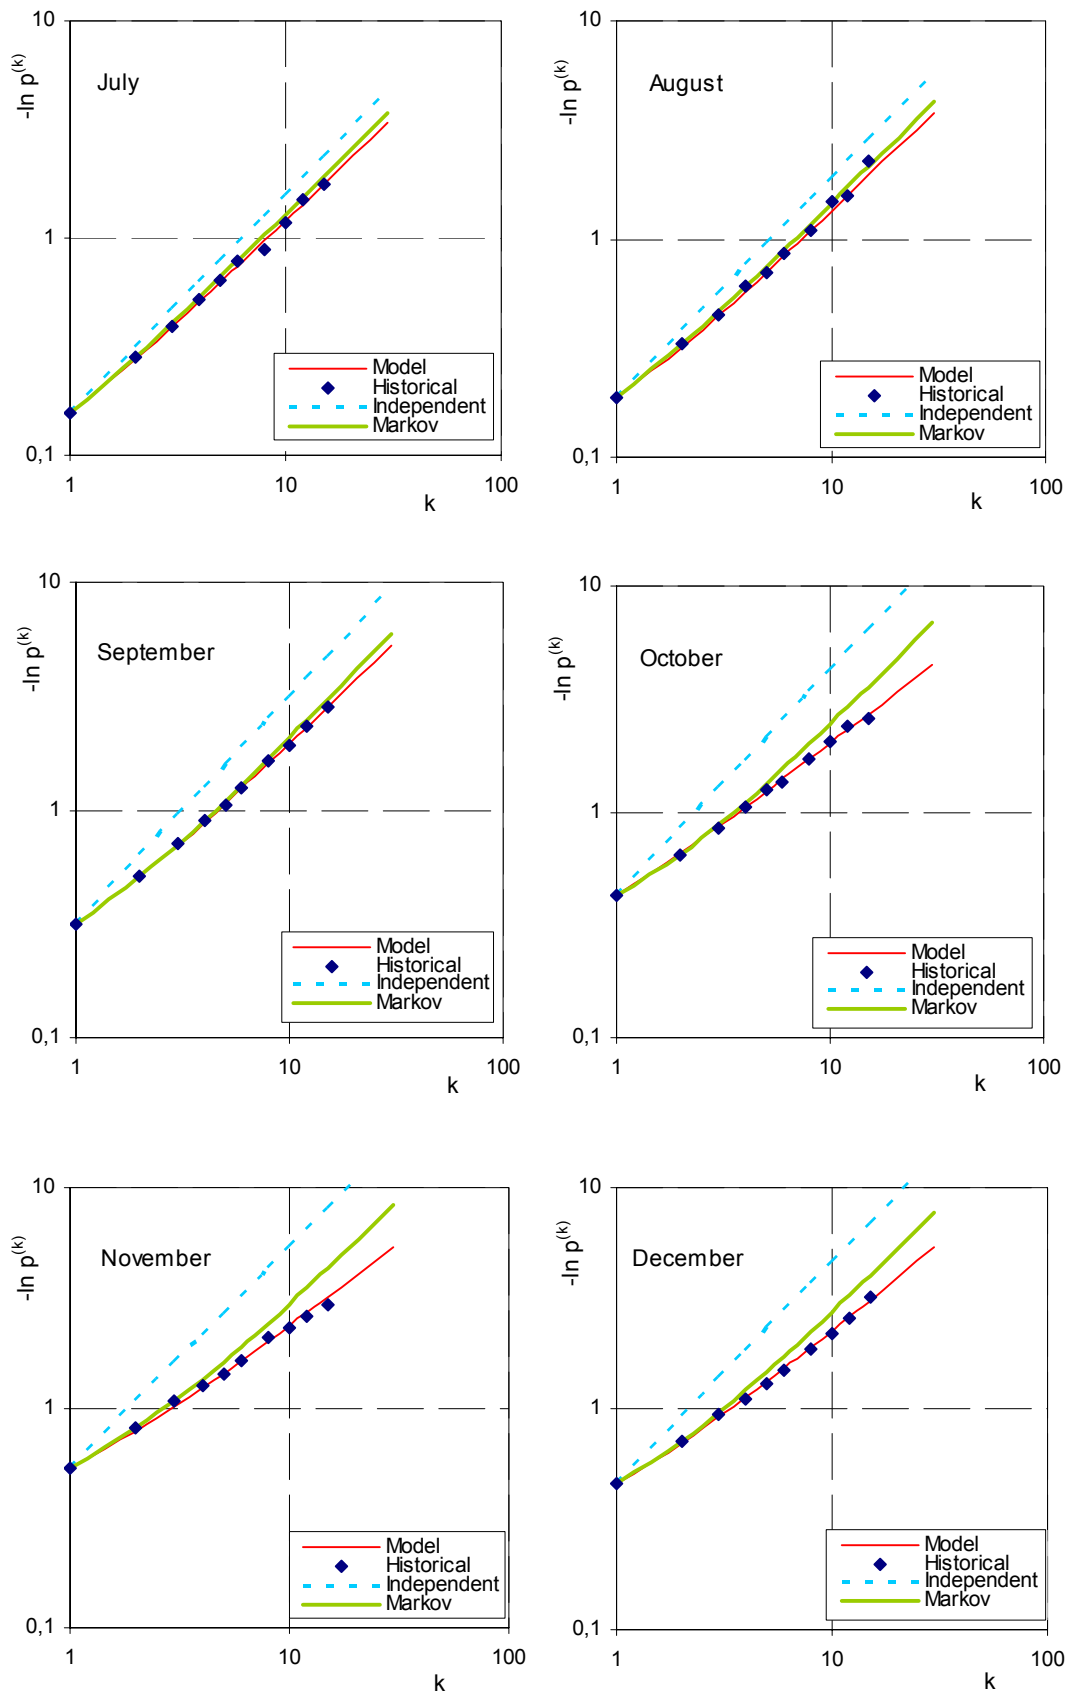 10
-ln p(k)
July
1
Model
Historical
Independent
Markov
0,1
1
10
100
k
10
-ln p(k)
August
1
Model
Historical
Independent
Markov
0,1
1
10
100
k
10
-ln p(k)
September
1
Model
Historical
Independent
Markov
0,1
1
10
100
k
10
-ln p(k)
October
1
Model
Historical
Independent
Markov
0,1
1
10
100
k
10
-ln p(k)
November
1
Model
Historical
Independent
Markov
0,1
1
10
100
k
10
-ln p(k)
December
1
Model
Historical
Independent
Markov
0,1
1
10
100
k